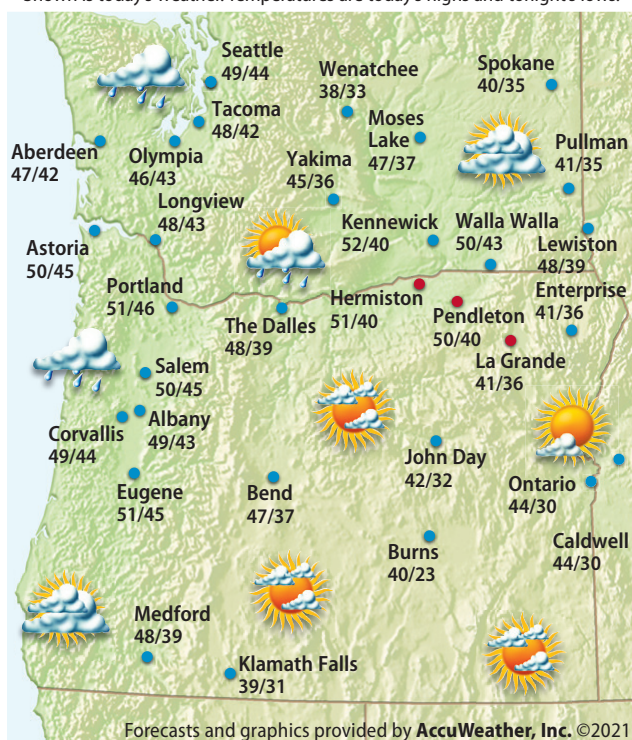 Shown is today's weather. Temperatures are today's highs and tonight's lows.
Seattle
49/44
Spokane
40/35
Wenatchee
38/33
Tacoma
48/42
Moses
Lake
47/37
Pullman
41/35
Aberdeen
47/42
Olympia
46/43
Yakima
45/36
Longview
48/43
Kennewick
52/40
Walla Walla
50/43
Lewiston
48/39
Astoria
50/45
Portland
51/46
Hermiston
51/40
Enterprise
41/36
The Dalles
48/39
Pendleton
50/40
La Grande
41/36
Salem
50/45
Albany
49/43
Corvallis
49/44
John Day
42/32
Ontario
44/30
Eugene
51/45
Bend
47/37
Caldwell
44/30
Burns
40/23
Medford
48/39
Klamath Falls
39/31
Forecasts and graphics provided by AccuWeather, Inc. ©2021